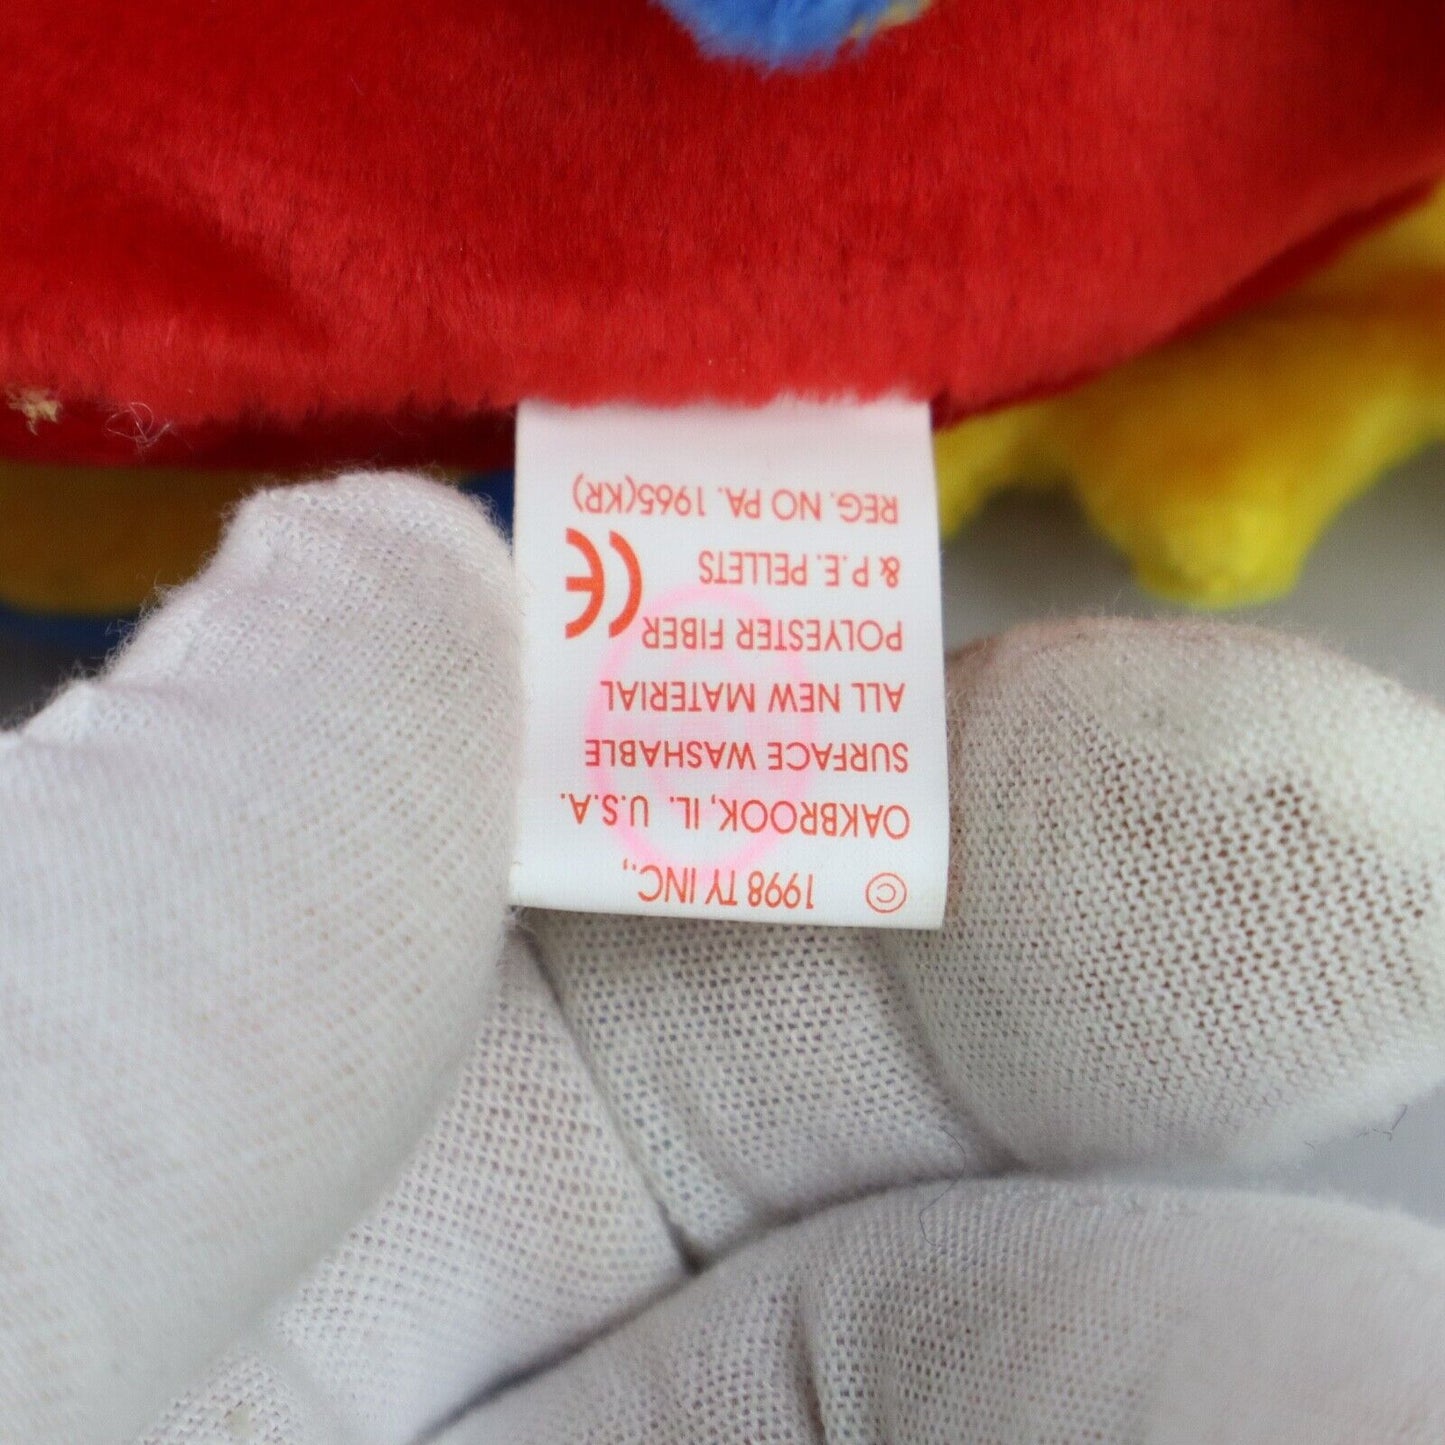 © 1998 TY INC.,
OAKBROOK, IL. U.S.A.
SURFACE WASHABLE
ALL NEW MATERIAL
POLYESTER FIBER
& P.E. PELLETS CE
REG. NO PA. 1965(KR)